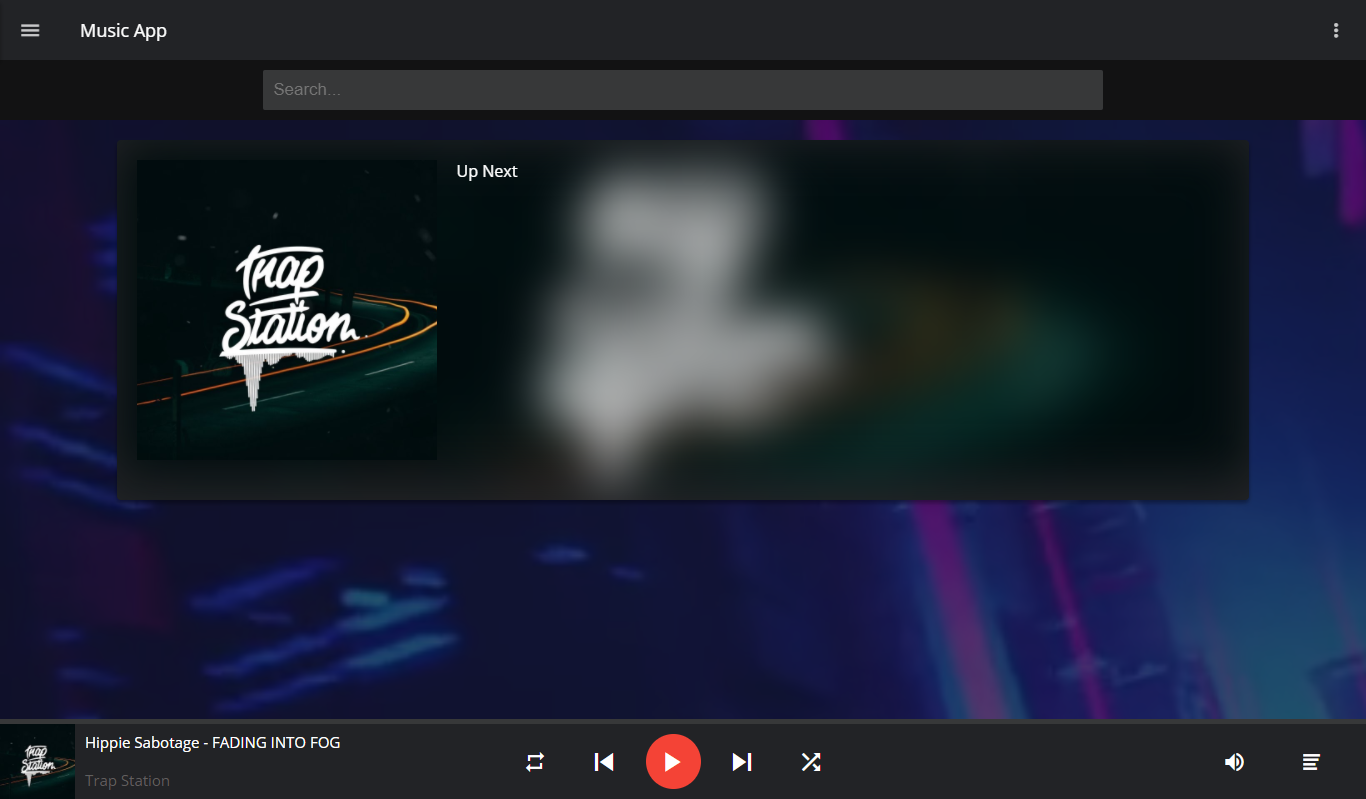 Music App
Search...
Up Next
Trap
Station
Hippie Sabotage - FADING INTO FOG
Trap Station
Trap
Station